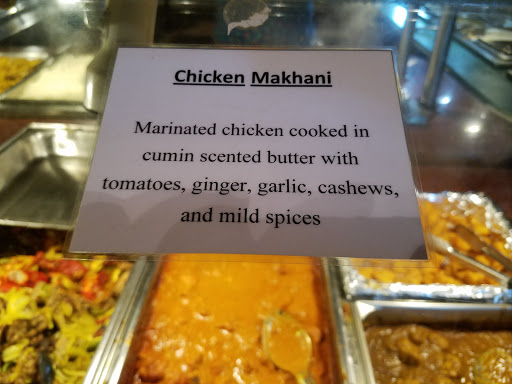 Chicken Makhani
Marinated chicken cooked in
cumin scented butter with
tomatoes, ginger, garlic, cashews,
and mild spices